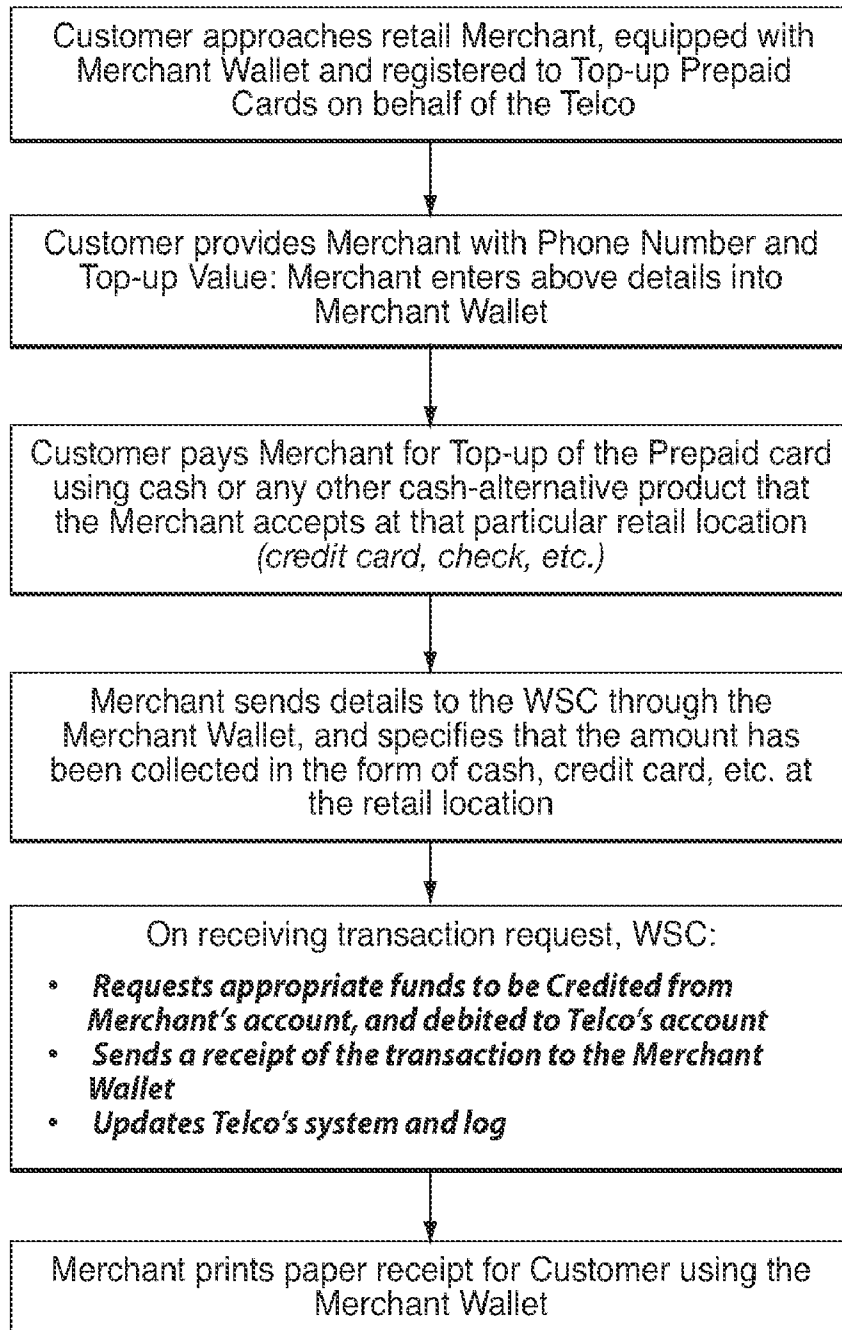 Customer approaches retail Merchant, equipped with
Merchant Wallet and registered to Top-up Prepaid
Cards on behalf of the Telco
Customer provides Merchant with Phone Number and
Top-up Value: Merchant enters above details into
Merchant Wallet
Customer pays Merchant for Top-up of the Prepaid card
using cash or any other cash-alternative product that
the Merchant accepts at that particular retail location
(credit card, check, etc.)
Merchant sends details to the WSC through the
Merchant Wallet, and specifies that the amount has
been collected in the form of cash, credit card, etc. at
the retail location
On receiving transaction request, WSC:
• Requests appropriate funds to be Credited from
Merchant's account, and debited to Telco's account
• Sends a receipt of the transaction to the Merchant
Wallet
• Updates Telco's system and log
Merchant prints paper receipt for Customer using the
Merchant Wallet